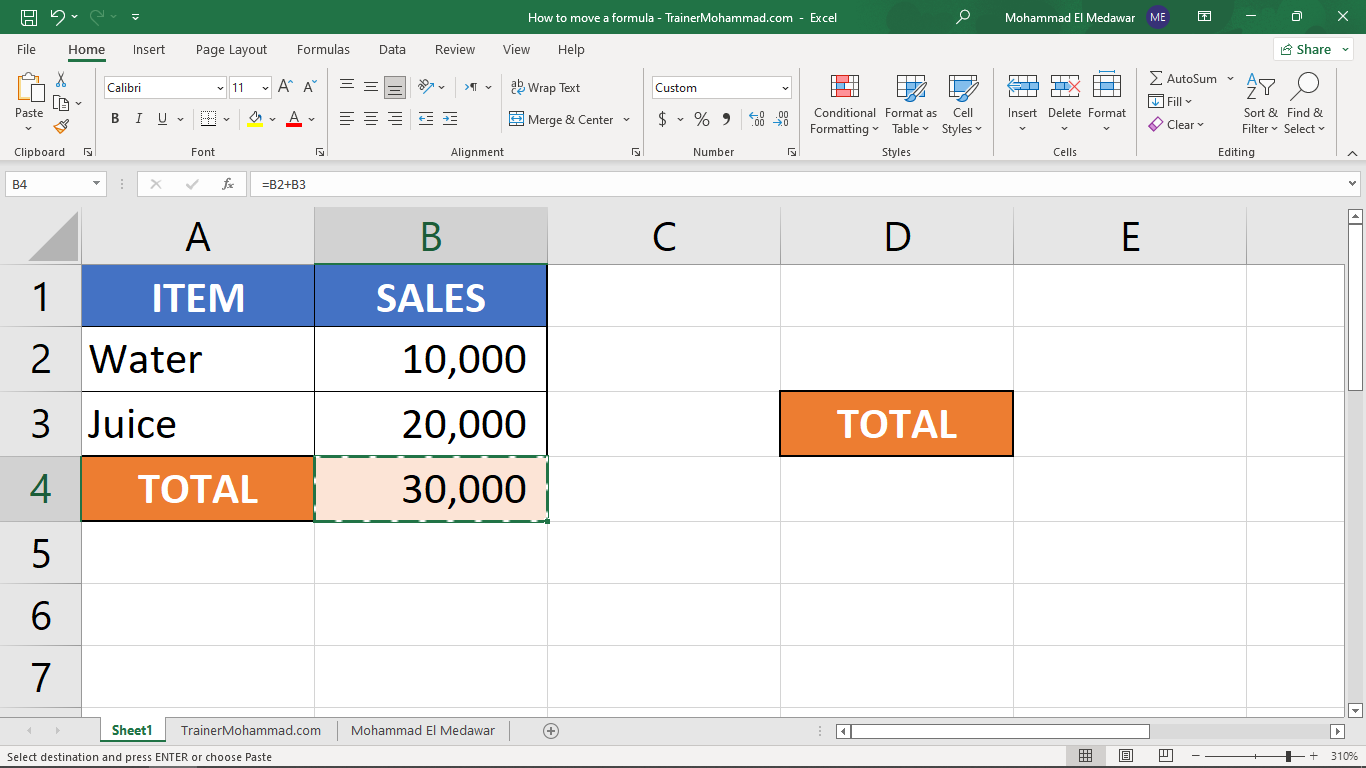 How to move a formula - TrainerMohammad.com - Excel
Mohammad El Medawar ME
File Home Insert Page Layout Formulas Data Review View Help Share
Paste
Clipboard
Calibri 11
B I U A
Font
ab Wrap Text
Merge & Center
Alignment
Custom
$ % 9
Number
Conditional Formatting
Format as Table
Cell Styles
Styles
Insert Delete Format
Cells
AutoSum
Fill
Clear
Sort & Filter
Find & Select
Editing
B4 fx =B2+B3
A B C D E
1 ITEM SALES
2 Water 10,000
3 Juice 20,000 TOTAL
4 TOTAL 30,000
5
6
7
Sheet1 TrainerMohammad.com Mohammad El Medawar
Select destination and press ENTER or choose Paste 310%